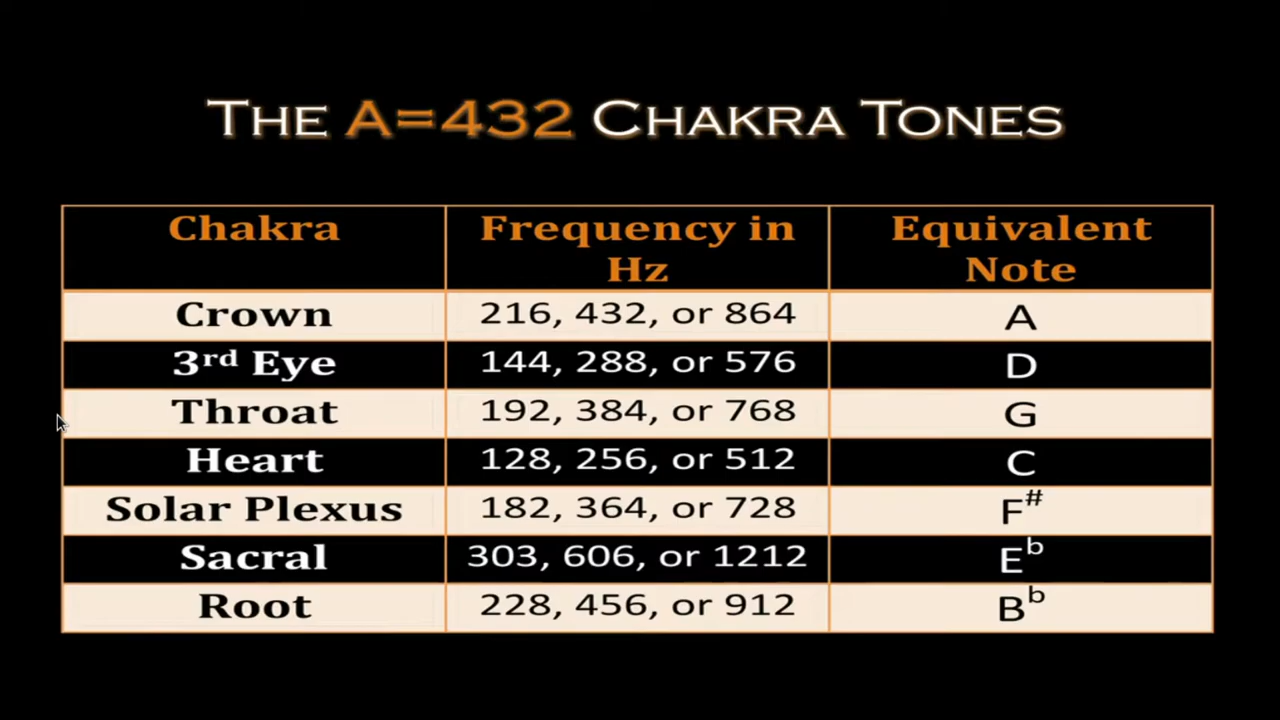 THE A=432 CHAKRA TONES
Chakra Frequency in Hz Equivalent Note
Crown 216, 432, or 864 A
3rd Eye 144, 288, or 576 D
Throat 192, 384, or 768 G
Heart 128, 256, or 512 C
Solar Plexus 182, 364, or 728 F#
Sacral 303, 606, or 1212 Eb
Root 228, 456, or 912 Bb